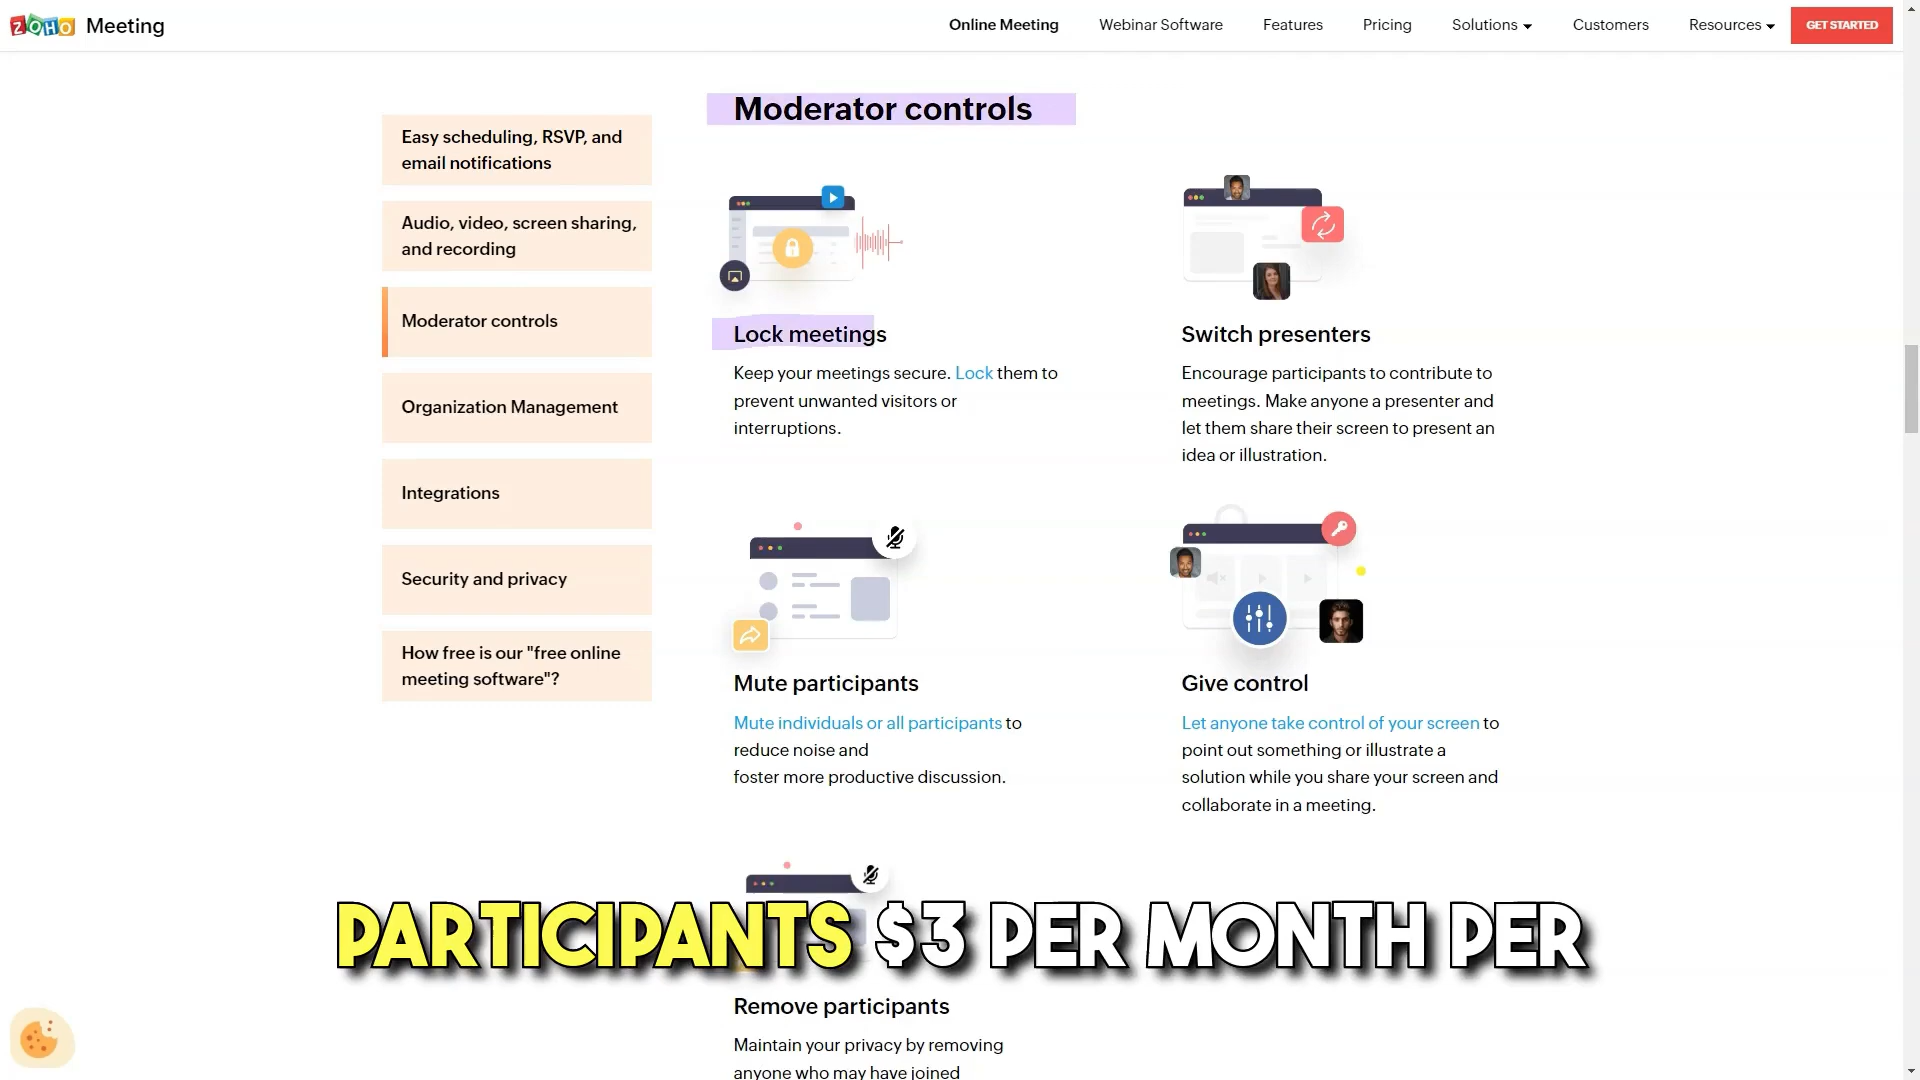 ZOHO Meeting
Online Meeting
Webinar Software
Features
Pricing
Solutions
Customers
Resources
GET STARTED
Easy scheduling, RSVP, and
email notifications
Audio, video, screen sharing,
and recording
Moderator controls
Organization Management
Integrations
Security and privacy
How free is our "free online
meeting software"?
Moderator controls
Lock meetings
Keep your meetings secure. Lock them to
prevent unwanted visitors or
interruptions.
Switch presenters
Encourage participants to contribute to
meetings. Make anyone a presenter and
let them share their screen to present an
idea or illustration.
Mute participants
Mute individuals or all participants to
reduce noise and
foster more productive discussion.
Give control
Let anyone take control of your screen to
point out something or illustrate a
solution while you share your screen and
collaborate in a meeting.
PARTICIPANTS $3 PER MONTH PER
Remove participants
Maintain your privacy by removing
anyone who may have joined